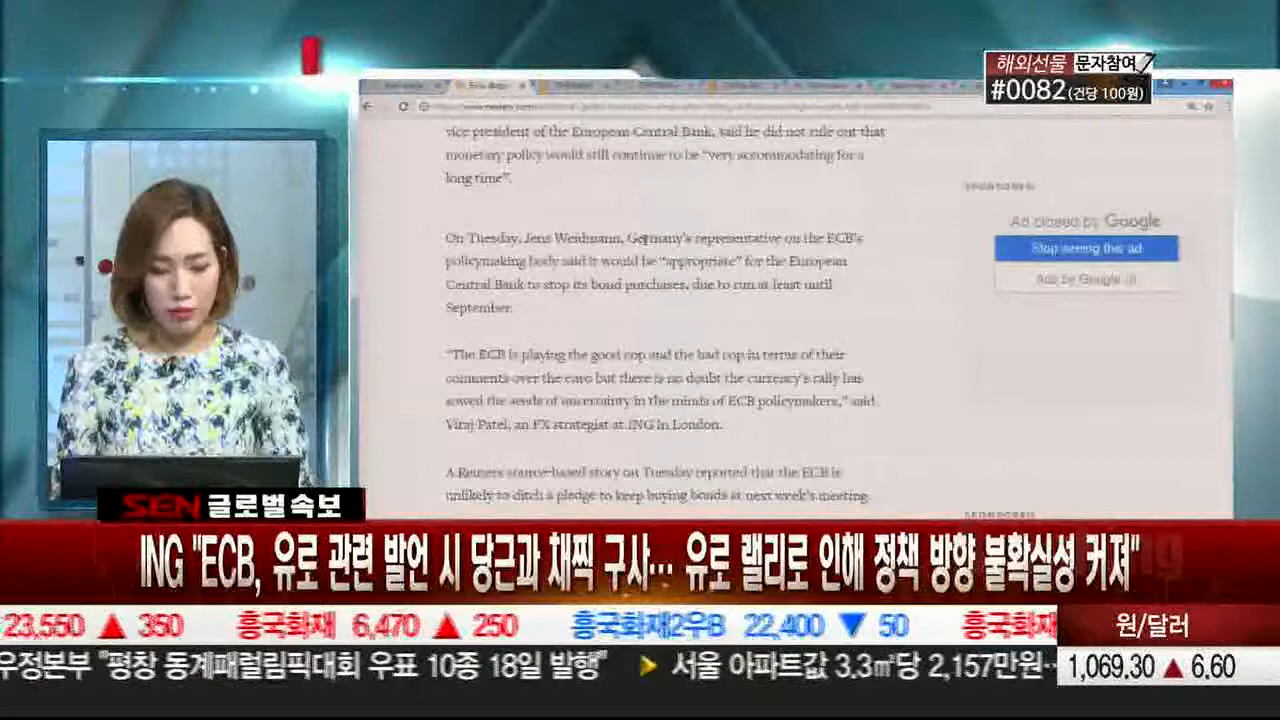 해외선물 문자참여
#0082(건당 100원)
vice president of the European Central Bank, said he did not rule out that
monetary policy would still continue to be "very accommodating for a
long time".
SPONSORED
Ad closed by Google
Stop seeing this ad
Ads by Google
On Tuesday, Jens Weidmann, Germany's representative on the ECB's
policymaking body said it would be "appropriate" for the European
Central Bank to stop its bond purchases, due to run at least until
September.
"The ECB is playing the good cop and the bad cop in terms of their
comments over the euro but there is no doubt the currency's rally has
sowed the seeds of uncertainty in the minds of ECB policymakers," said
Viraj Patel, an FX strategist at ING in London.
A Reuters source-based story on Tuesday reported that the ECB is
unlikely to ditch a pledge to keep buying bonds at next week's meeting.
SPONSORED
SEN 글로벌속보
ING "ECB, 유로 관련 발언 시 당근과 채찍 구사… 유로 랠리로 인해 정책 방향 불확실성 커져"
23,550 ▲ 350 흥국화재 6,470 ▲ 250 흥국화재2우B 22,400 ▼ 50 흥국화재
원/달러
우정본부 "평창 동계패럴림픽대회 우표 10종 18일 발행" ▶ 서울 아파트값 3.3㎡당 2,157만원…
1,069.30 ▲ 6.60